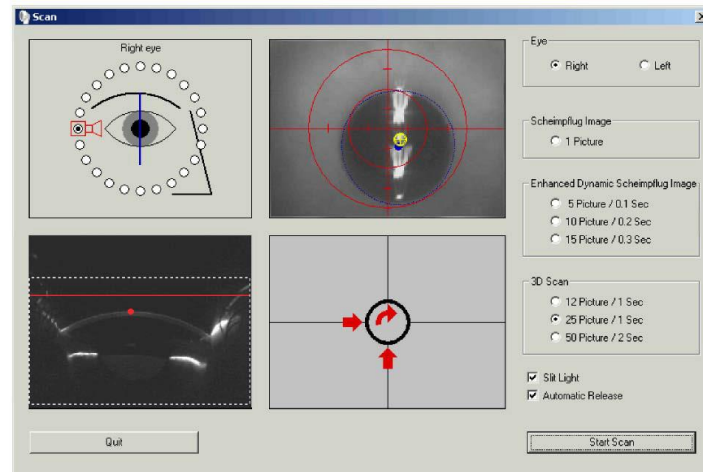 Scan
Right eye
Eye
Right
Left
Scheimpflug Image
1 Picture
Enhanced Dynamic Scheimpflug Image
5 Picture / 0.1 Sec
10 Picture / 0.2 Sec
15 Picture / 0.3 Sec
3D Scan
12 Picture / 1 Sec
25 Picture / 1 Sec
50 Picture / 2 Sec
Slit Light
Automatic Release
Quit
Start Scan